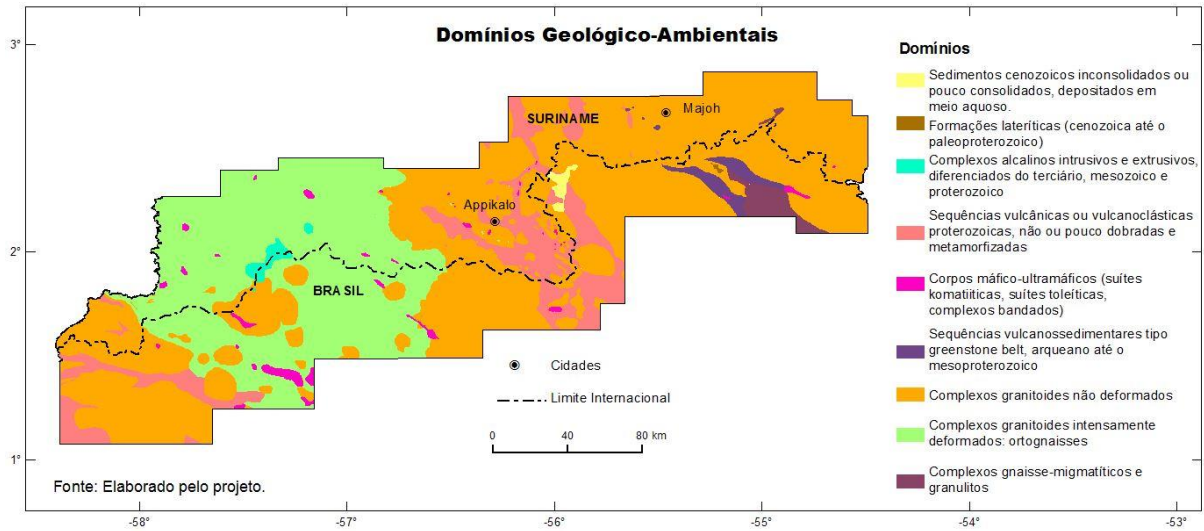 Domínios Geológico-Ambientais
3°
2°
1°
SURINAME
Majoh
Appikalo
BRASIL
Cidades
Limite Internacional
0 40 80 km
Fonte: Elaborado pelo projeto.
-58° -57° -56° -55° -54° -53°
Domínios
Sedimentos cenozoicos inconsolidados ou
pouco consolidados, depositados em
meio aquoso.
Formações lateríticas (cenozoica até o
paleoproterozoico)
Complexos alcalinos intrusivos e extrusivos,
diferenciados do terciário, mesozoico e
proterozoico
Sequências vulcânicas ou vulcanoclásticas
proterozoicas, não ou pouco dobradas e
metamorfizadas
Corpos máfico-ultramáficos (suítes
komatiíticas, suítes toleíticas,
complexos bandados)
Sequências vulcanossedimentares tipo
greenstone belt, arqueano até o
mesoproterozoico
Complexos granitoides não deformados
Complexos granitoides intensamente
deformados: ortognaisses
Complexos gnaisse-migmatíticos e
granulitos